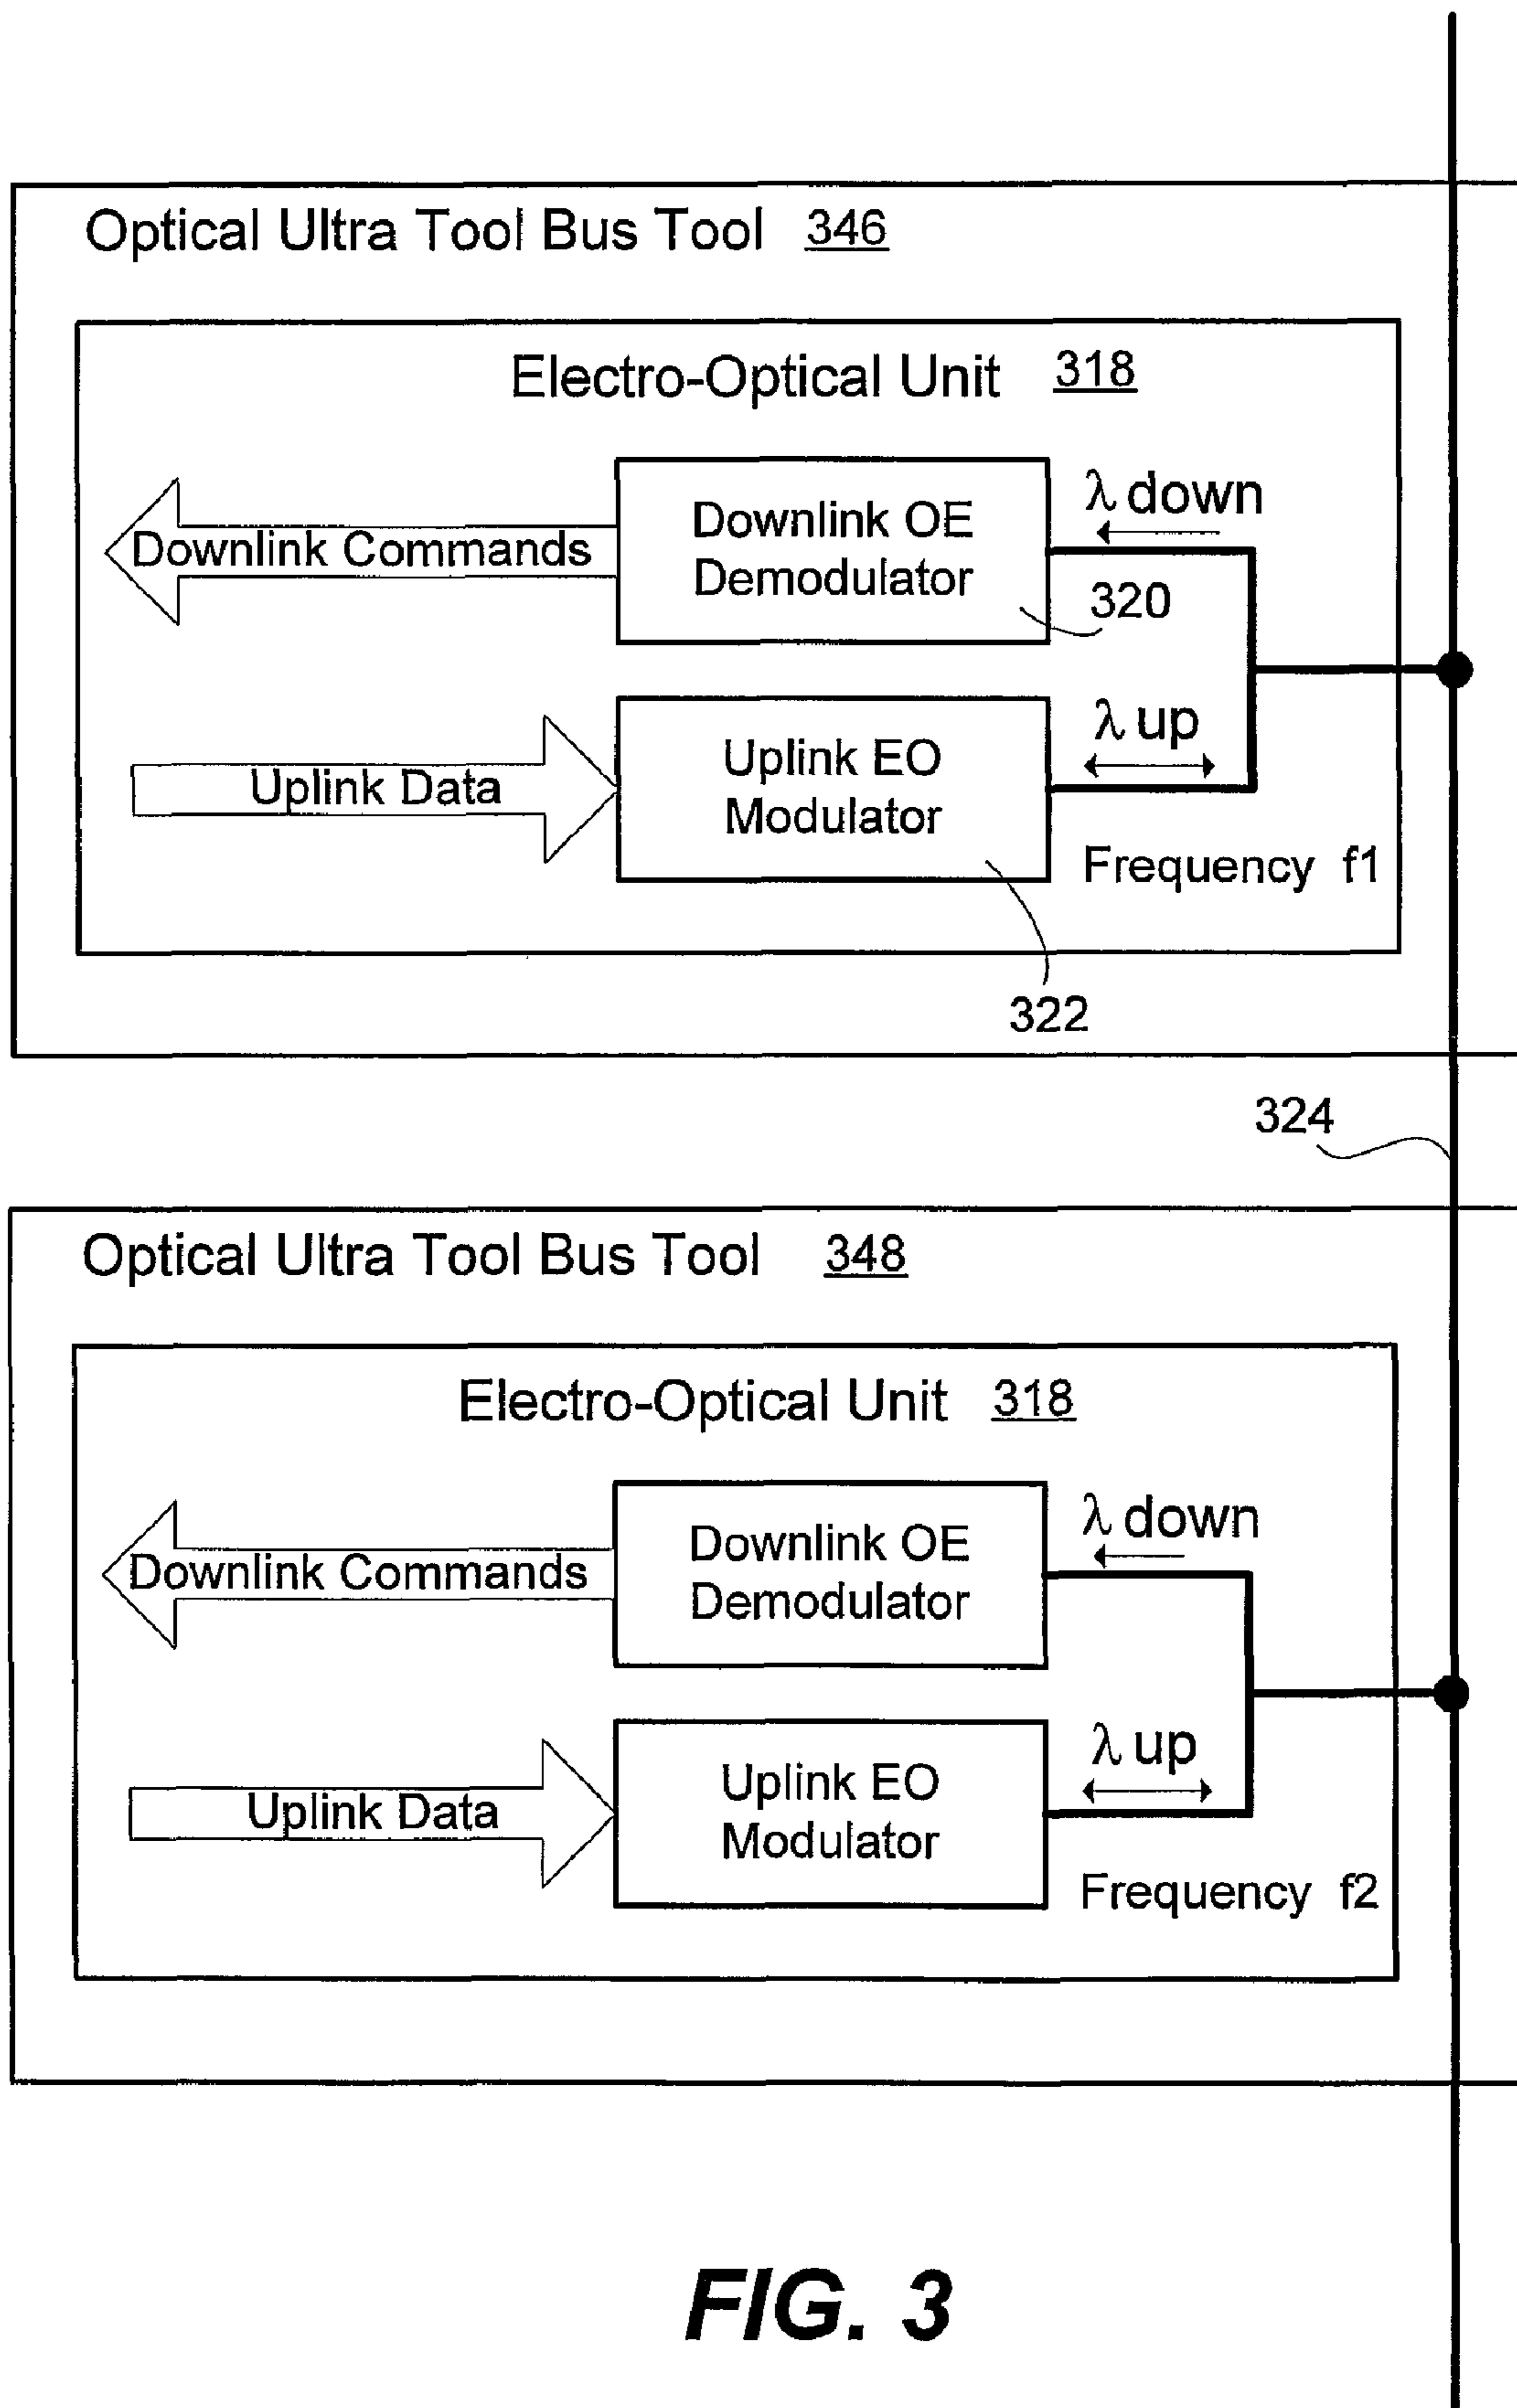 Optical Ultra Tool Bus Tool 346
Electro-Optical Unit 318
λ down
Downlink OE
Demodulator
Downlink Commands
320
λ up
Uplink EO
Modulator
Uplink Data
Frequency f1
322
324
Optical Ultra Tool Bus Tool 348
Electro-Optical Unit 318
λ down
Downlink OE
Demodulator
Downlink Commands
λ up
Uplink EO
Modulator
Uplink Data
Frequency f2
FIG. 3